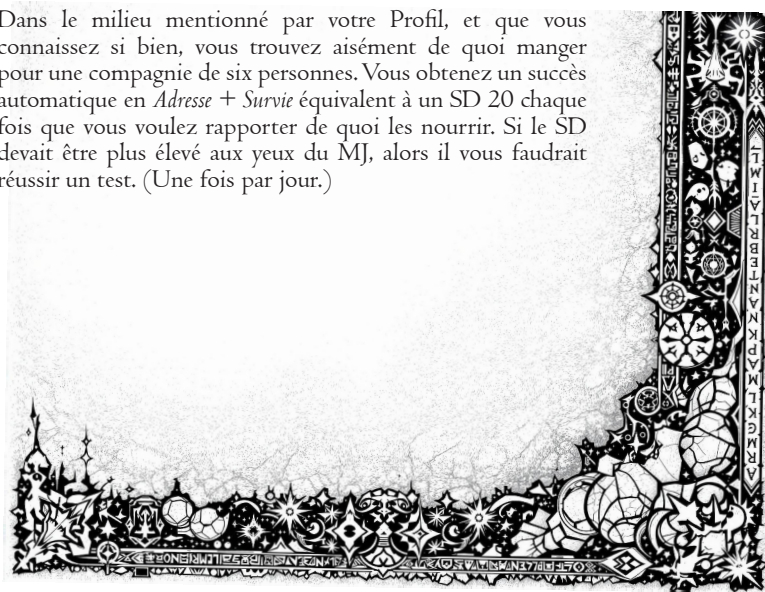 Dans le milieu mentionné par votre Profil, et que vous
connaissez si bien, vous trouvez aisément de quoi manger
pour une compagnie de six personnes. Vous obtenez un succès
automatique en Adresse + Survie équivalent à un SD 20 chaque
fois que vous voulez rapporter de quoi les nourrir. Si le SD
devait être plus élevé aux yeux du MJ, alors il vous faudrait
réussir un test. (Une fois par jour.)